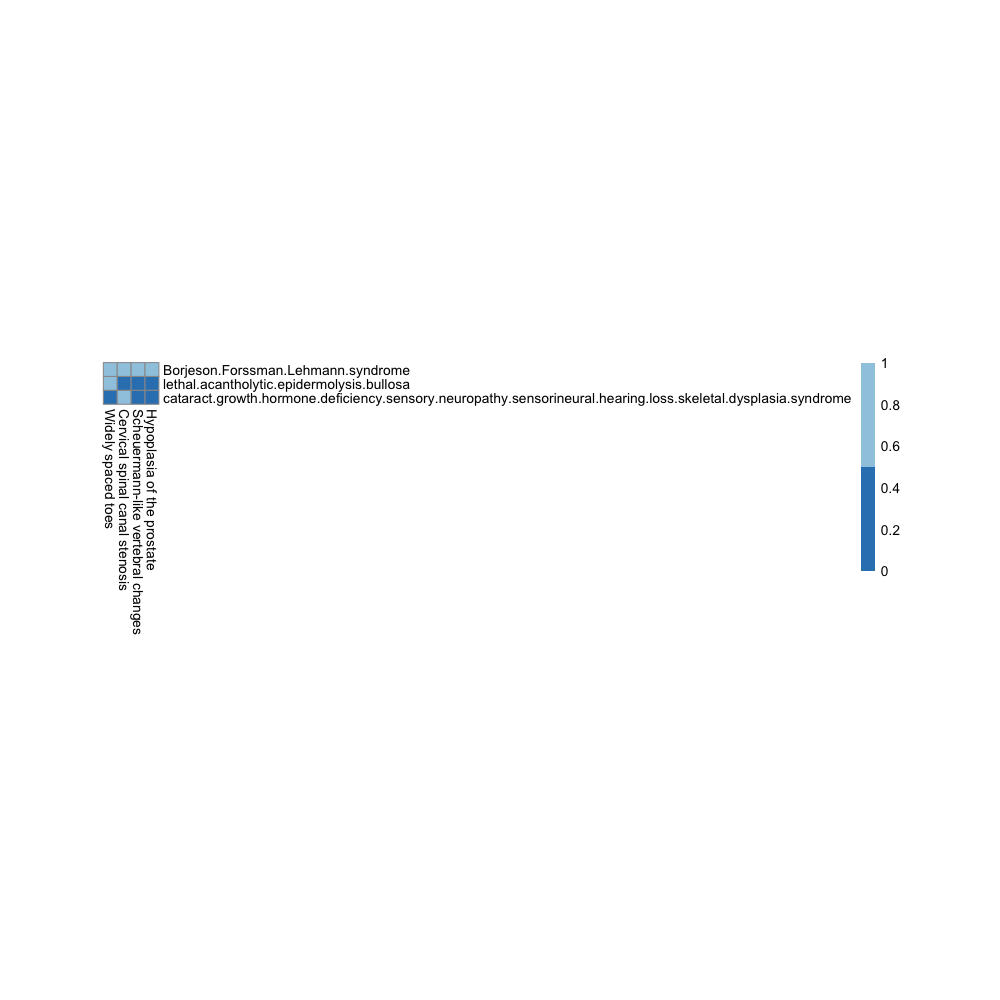 Borjeson.Forssman.Lehmann.syndrome
lethal.acantholytic.epidermolysis.bullosa
cataract.growth.hormone.deficiency.sensory.neuropathy.sensorineural.hearing.loss.skeletal.dysplasia.syndrome
Widely spaced toes
Cervical spinal canal stenosis
Scheuermann-like vertebral changes
Hypoplasia of the prostate
1
0.8
0.6
0.4
0.2
0